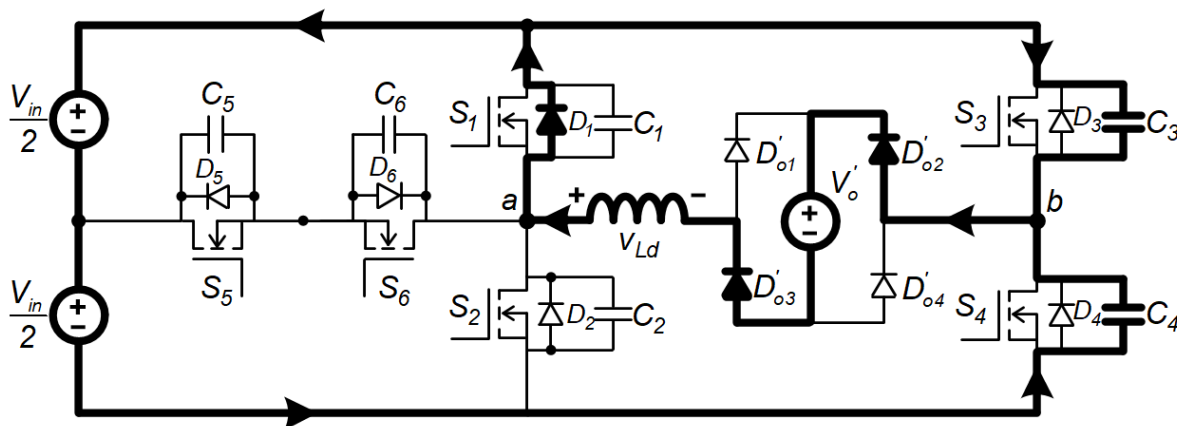 V_in/2
C_5
C_6
S_1
D_1
C_1
S_3
D_3
C_3
D'_o1
D'_o2
D_5
D_6
V'_o
a
b
+ -
v_Ld
S_5
S_6
V_in/2
S_2
D_2
C_2
D'_o3
D'_o4
S_4
D_4
C_4